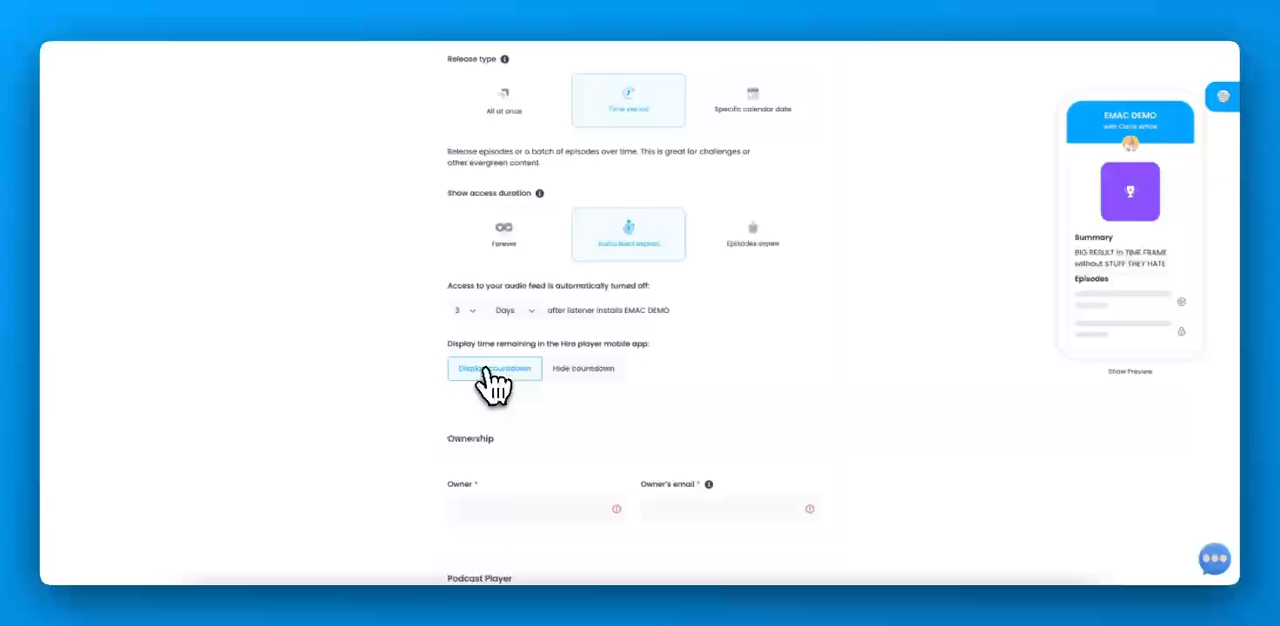 Release type
All at once
Time period
Specific calendar date
Release episodes or a batch of episodes over time. This is great for challenges or
other evergreen content.
Show access duration
Forever
Audio feed expires
Episodes expire
Access to your audio feed is automatically turned off:
3 Days after listener installs EMAC DEMO
Display time remaining in the Hiro player mobile app:
Display countdown
Hide countdown
Ownership
Owner *
Owner's email *
Podcast Player
EMAC DEMO
with
Summary
BIG RESULT in TIME FRAME
without STUFF THEY HATE
Episodes
Show Preview